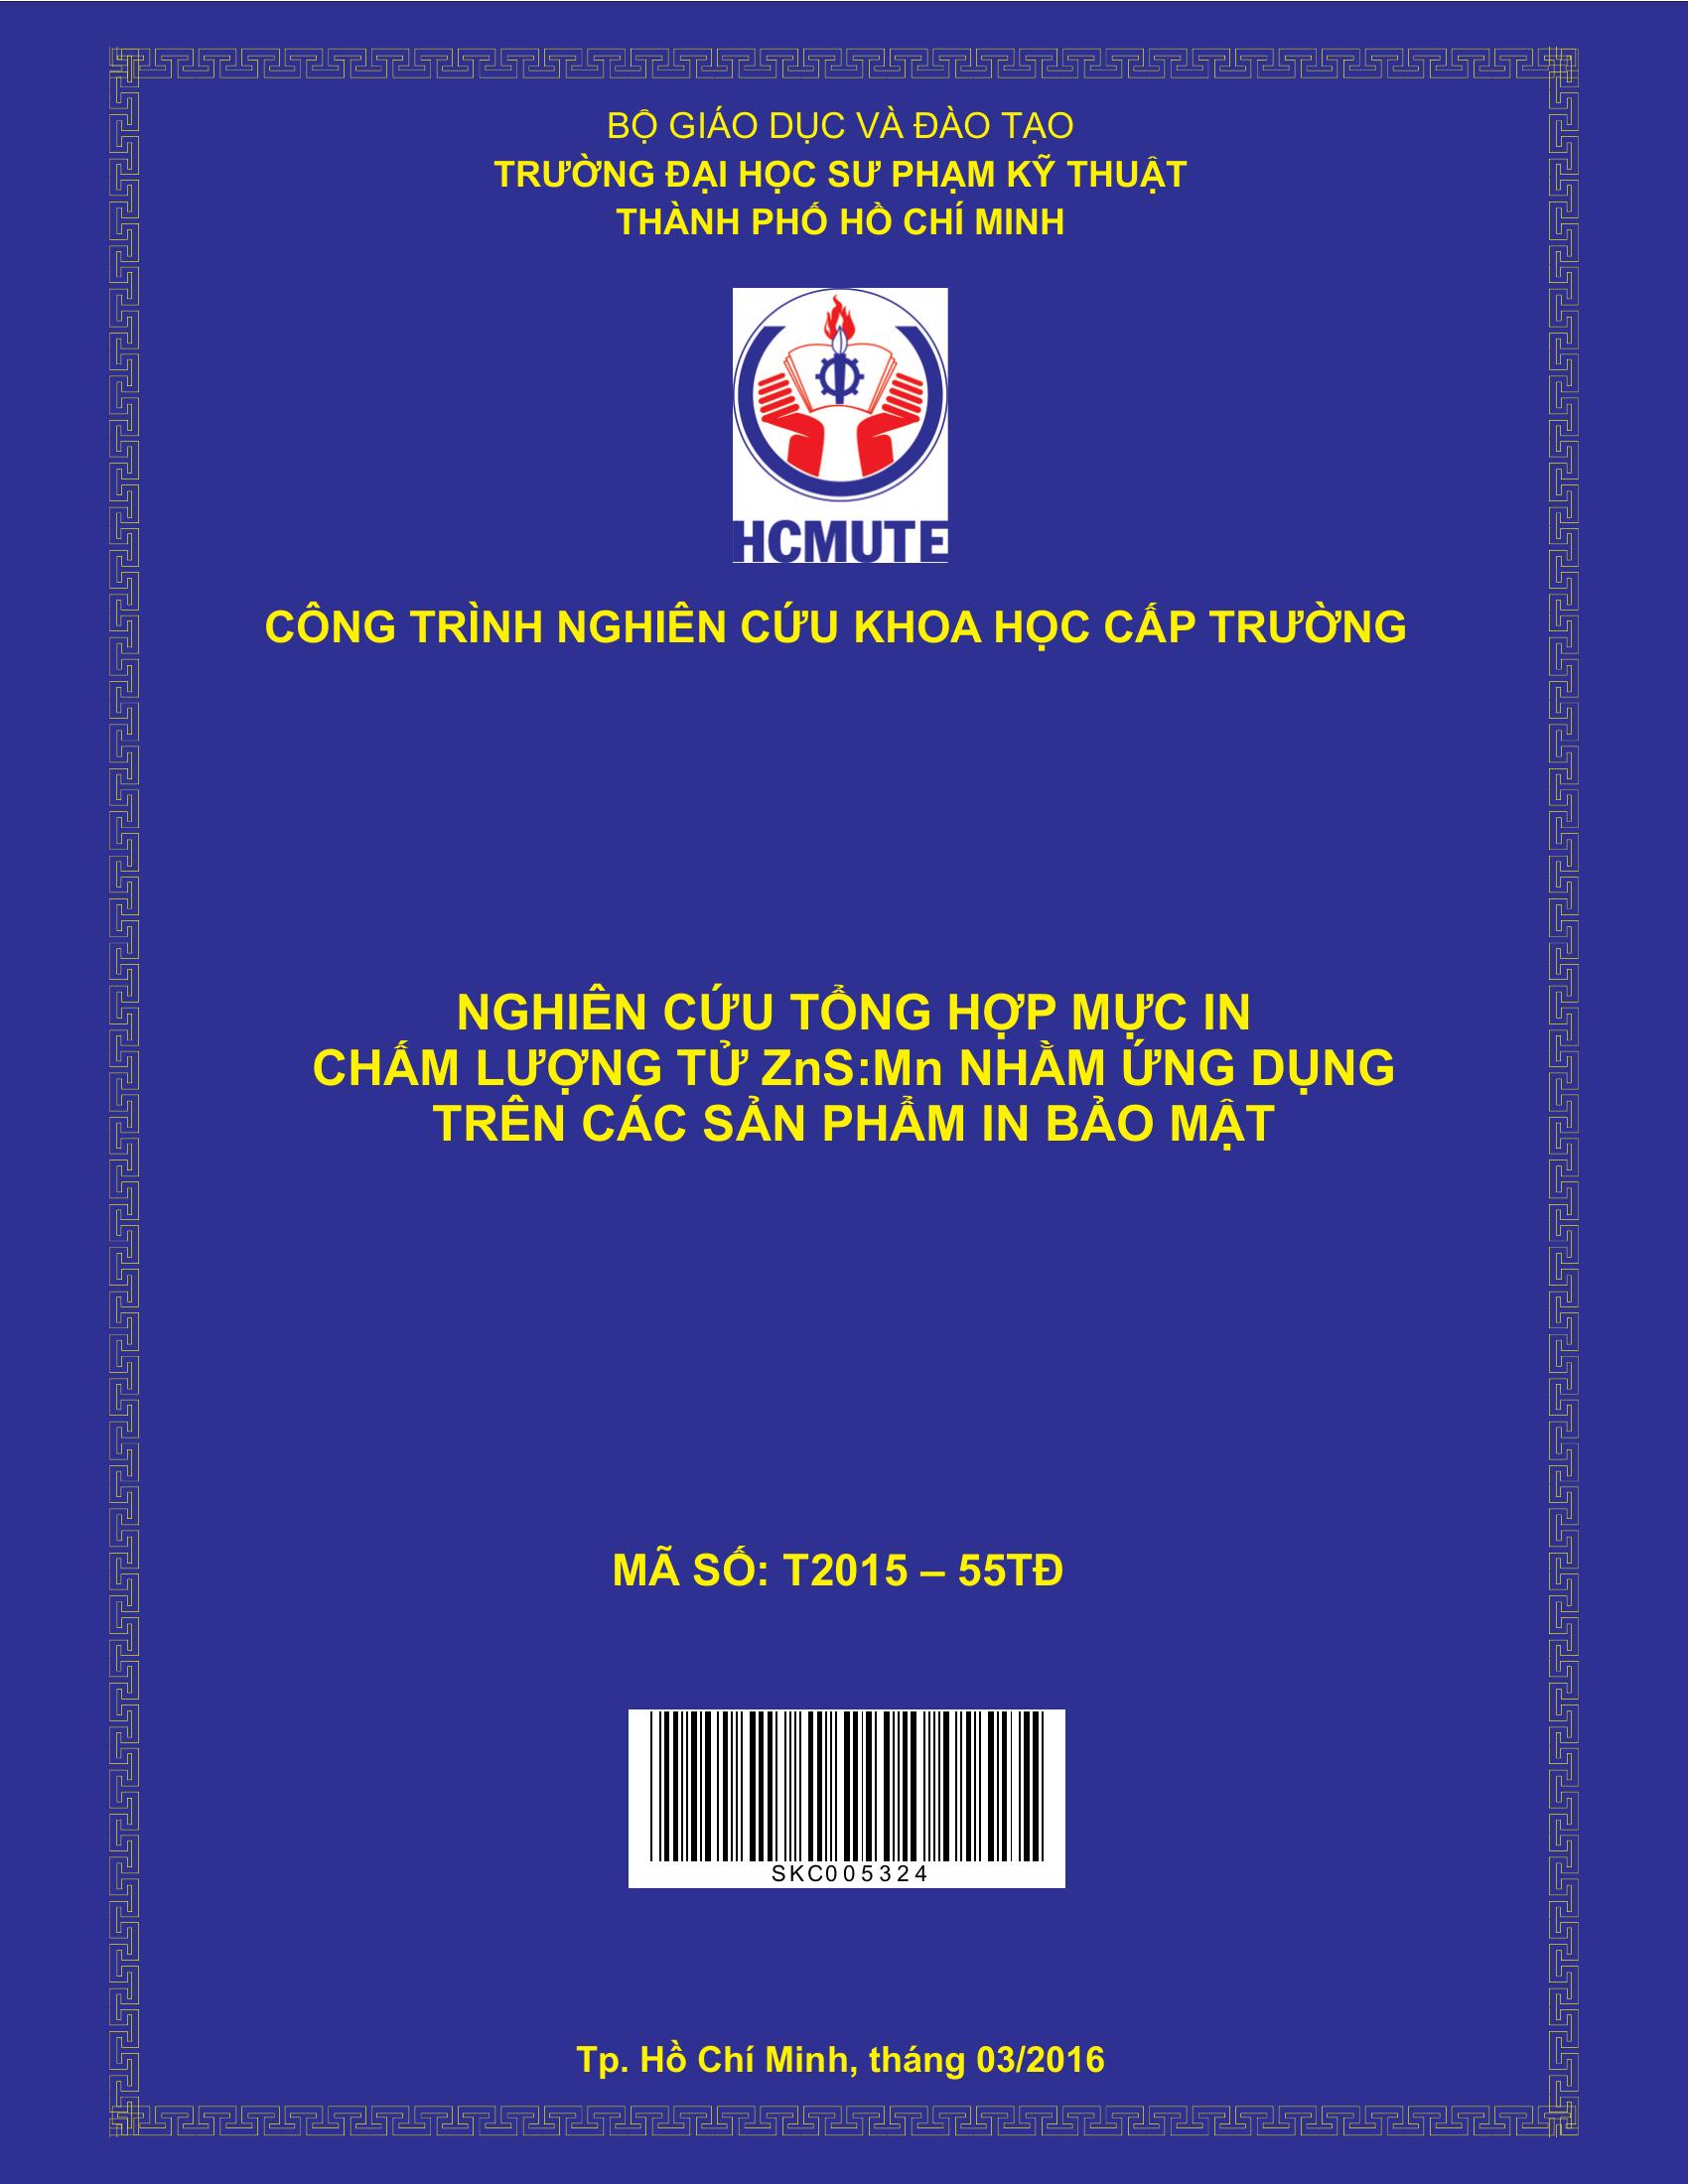 BỘ GIÁO DỤC VÀ ĐÀO TẠO
TRƯỜNG ĐẠI HỌC SƯ PHẠM KỸ THUẬT
THÀNH PHỐ HỒ CHÍ MINH
HCMUTE
CÔNG TRÌNH NGHIÊN CỨU KHOA HỌC CẤP TRƯỜNG
NGHIÊN CỨU TỔNG HỢP MỰC IN
CHẤM LƯỢNG TỬ ZnS:Mn NHẰM ỨNG DỤNG
TRÊN CÁC SẢN PHẨM IN BẢO MẬT
MÃ SỐ: T2015 – 55TĐ
SKC005324
Tp. Hồ Chí Minh, tháng 03/2016